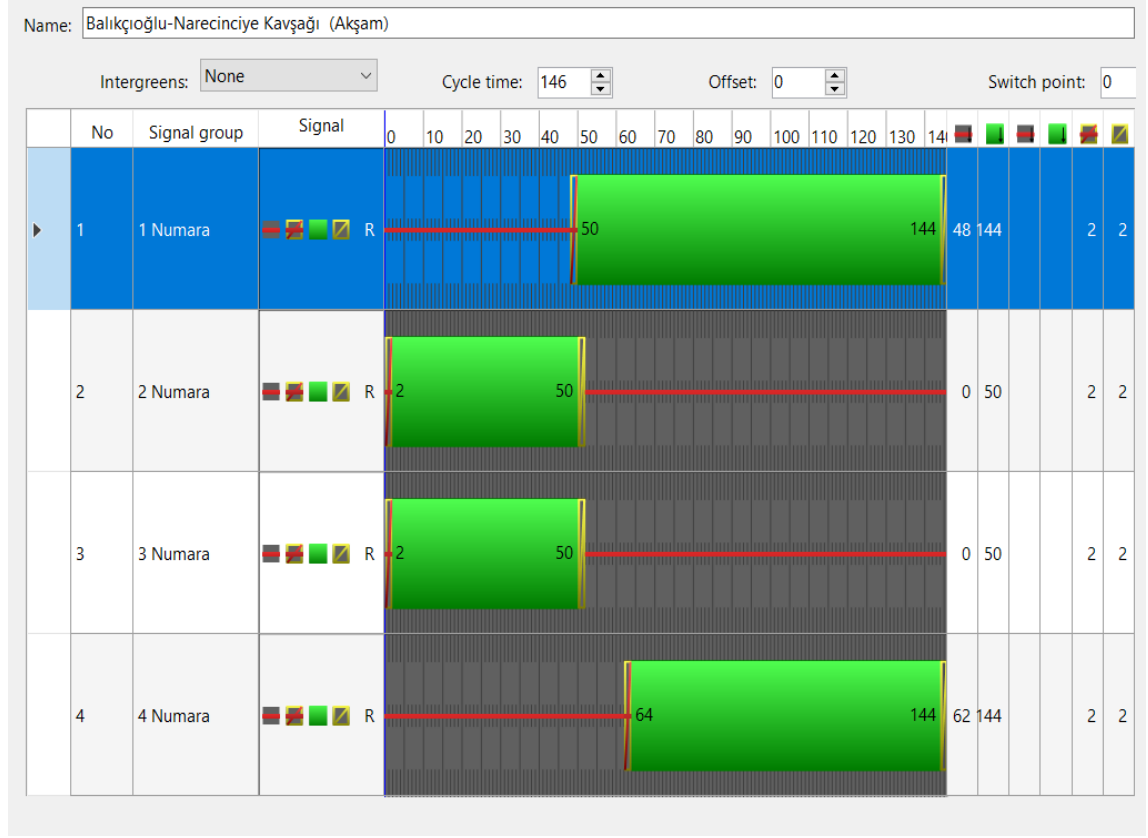 Name: Balıkçıoğlu-Narecinciye Kavşağı (Akşam)
Intergreens: None Cycle time: 146 Offset: 0 Switch point: 0
No Signal group Signal 0 10 20 30 40 50 60 70 80 90 100 110 120 130 14
1 1 Numara R 50 144 48 144 2 2
2 2 Numara R 2 50 0 50 2 2
3 3 Numara R 2 50 0 50 2 2
4 4 Numara R 64 144 62 144 2 2